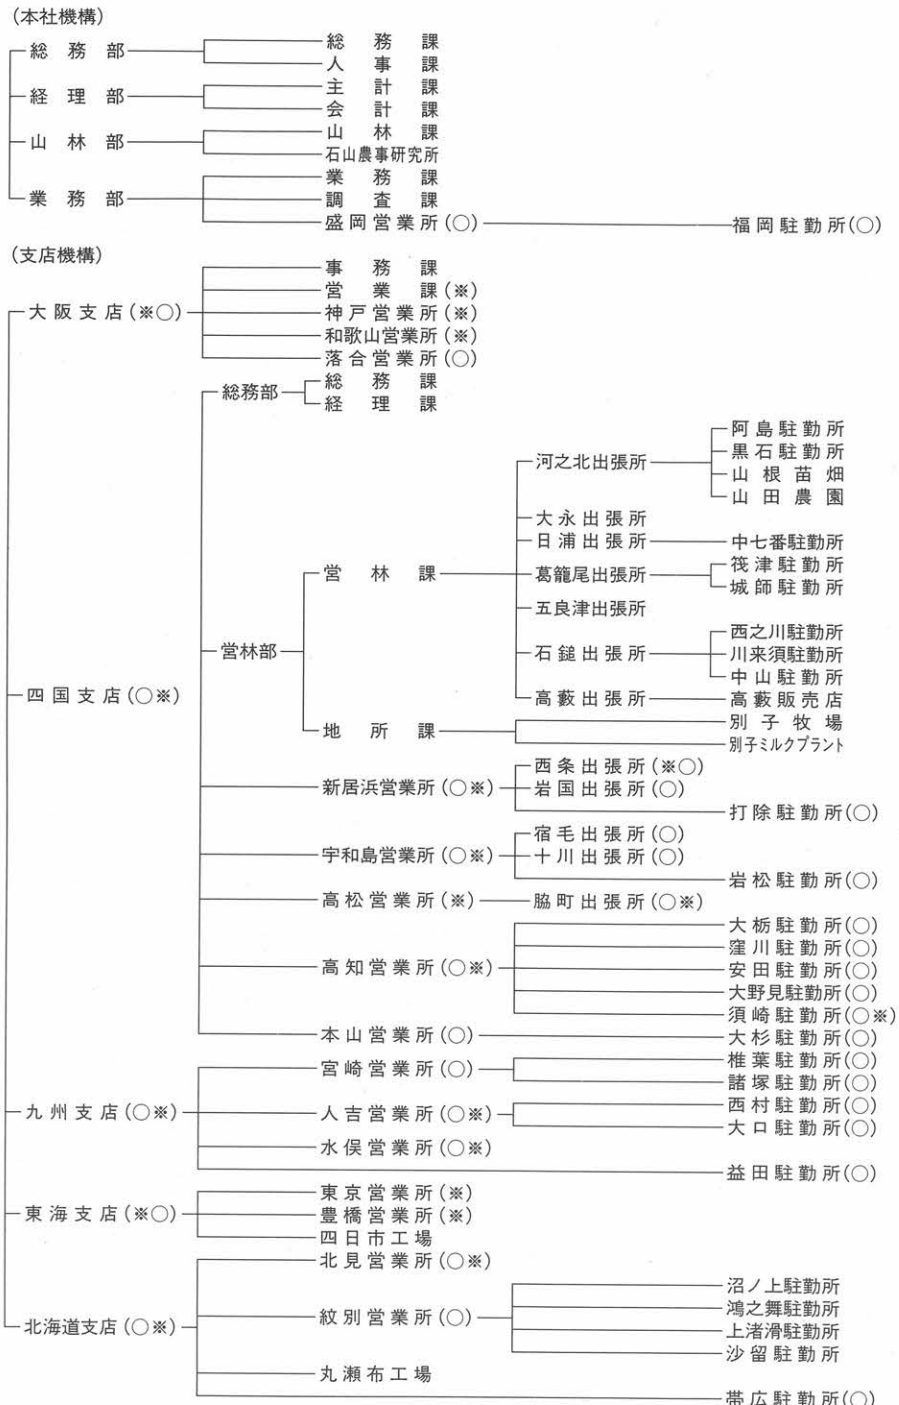 (本社機構)
総務部
総務課
人事課
経理部
主計課
会計課
山林部
山林課
石山農事研究所
業務部
業務課
調査課
盛岡営業所(○)
福岡駐勤所(○)
(支店機構)
大阪支店(※○)
事務課
営業課(※)
神戸営業所(※)
和歌山営業所(※)
落合営業所(○)
四国支店(○※)
総務部
総務課
経理課
営林部
営林課
河之北出張所
阿島駐勤所
黒石駐勤所
山根苗畑
山田農園
大永出張所
日浦出張所
中七番駐勤所
葛籠尾出張所
筏津駐勤所
城師駐勤所
五良津出張所
石鎚出張所
西之川駐勤所
川来須駐勤所
中山駐勤所
高藪出張所
高藪販売店
地所課
別子牧場
別子ミルクプラント
新居浜営業所(○※)
西条出張所(※○)
岩国出張所(○)
打除駐勤所(○)
宇和島営業所(○※)
宿毛出張所(○)
十川出張所(○)
岩松駐勤所(○)
高松営業所(※)
脇町出張所(○※)
高知営業所(○※)
大栃駐勤所(○)
窪川駐勤所(○)
安田駐勤所(○)
大野見駐勤所(○)
須崎駐勤所(○※)
本山営業所(○)
大杉駐勤所(○)
九州支店(○※)
宮崎営業所(○)
椎葉駐勤所(○)
諸塚駐勤所(○)
人吉営業所(○※)
西村駐勤所(○)
大口駐勤所(○)
水俣営業所(○※)
益田駐勤所(○)
東海支店(※○)
東京営業所(※)
豊橋営業所(※)
四日市工場
北海道支店(○※)
北見営業所(○※)
紋別営業所(○)
沼ノ上駐勤所
鴻之舞駐勤所
上渚滑駐勤所
沙留駐勤所
丸瀬布工場
帯広駐勤所(○)